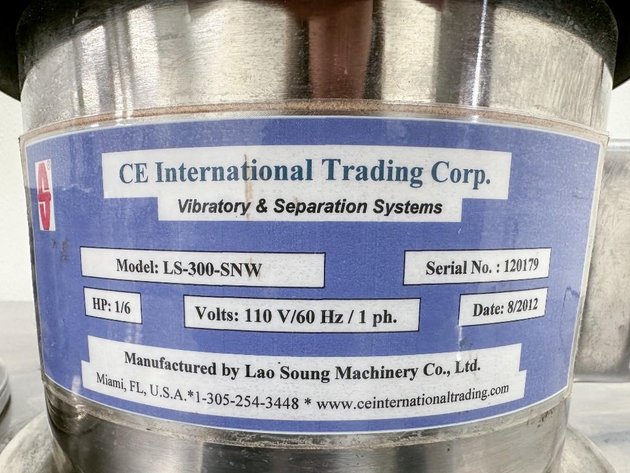 CE International Trading Corp.
Vibratory & Separation Systems
Model: LS-300-SNW
Serial No. : 120179
HP: 1/6
Volts: 110 V/60 Hz / 1 ph.
Date: 8/2012
Manufactured by Lao Soung Machinery Co., Ltd.
Miami, FL, U.S.A.*1-305-254-3448 * www.ceinternationaltrading.com